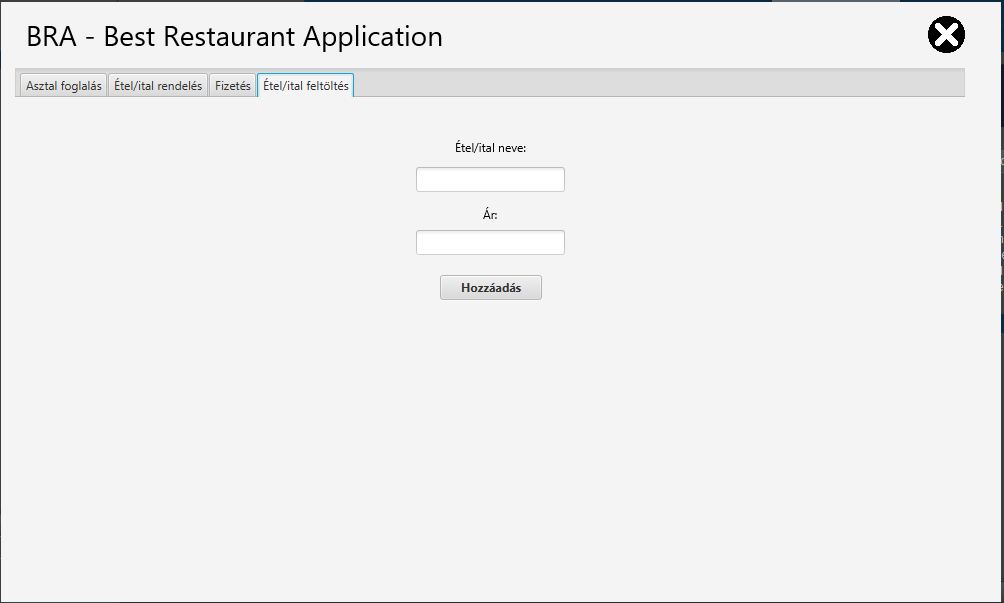 BRA - Best Restaurant Application
Asztal foglalás Étel/ital rendelés Fizetés Étel/ital feltöltés
Étel/ital neve:
Ár:
Hozzáadás